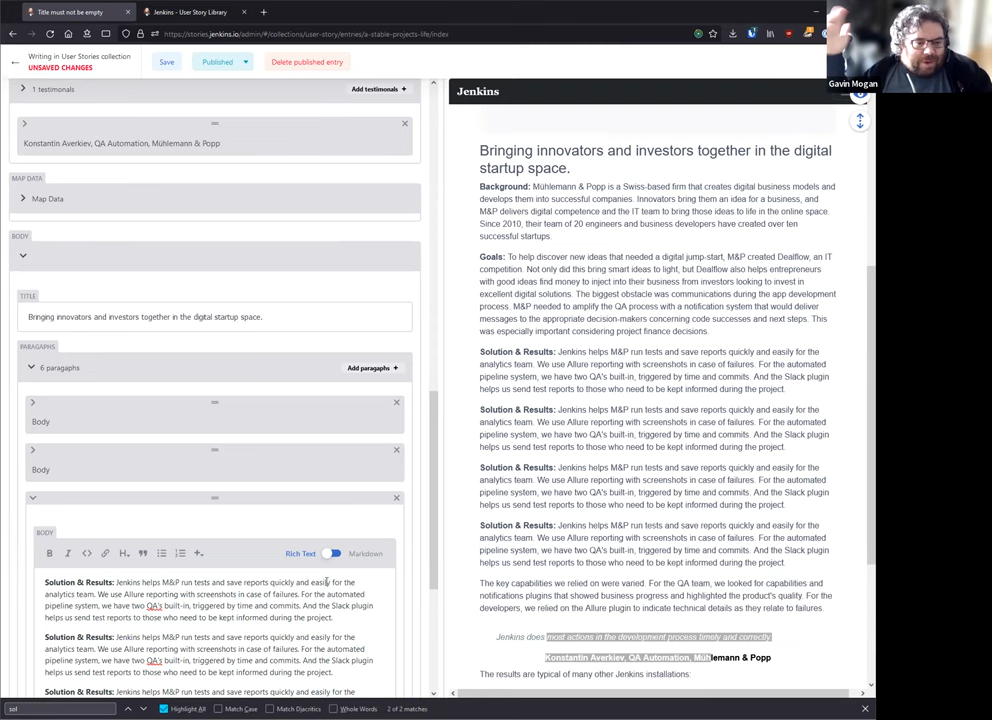 Title must not be empty
Jenkins - User Story Library
https://stories.jenkins.io/admin/#/collections/user-story/entries/a-stable-projects-life/index
Gavin Mogan
Writing in User Stories collection
UNSAVED CHANGES
Save
Published
Delete published entry
1 testimonals
Add testimonals +
Konstantin Averkiev, QA Automation, Mühlemann & Popp
MAP DATA
Map Data
BODY
TITLE
Bringing innovators and investors together in the digital startup space.
PARAGRAPHS
6 paragraphs
Add paragraphs +
Body
Body
BODY
Rich Text
Markdown
Solution & Results: Jenkins helps M&P run tests and save reports quickly and easily for the
analytics team. We use Allure reporting with screenshots in case of failures. For the automated
pipeline system, we have two QA's built-in, triggered by time and commits. And the Slack plugin
helps us send test reports to those who need to be kept informed during the project.
Solution & Results: Jenkins helps M&P run tests and save reports quickly and easily for the
analytics team. We use Allure reporting with screenshots in case of failures. For the automated
pipeline system, we have two QA's built-in, triggered by time and commits. And the Slack plugin
helps us send test reports to those who need to be kept informed during the project.
Solution & Results: Jenkins helps M&P run tests and save reports quickly and easily for the
Jenkins
Bringing innovators and investors together in the digital
startup space.
Background: Mühlemann & Popp is a Swiss-based firm that creates digital business models and
develops them into successful companies. Innovators bring them an idea for a business, and
M&P delivers digital competence and the IT team to bring those ideas to life in the online space.
Since 2010, their team of 20 engineers and business developers have created over ten
successful startups.
Goals: To help discover new ideas that needed a digital jump-start, M&P created Dealflow, an IT
competition. Not only did this bring smart ideas to light, but Dealflow also helps entrepreneurs
with good ideas find money to inject into their business from investors looking to invest in
excellent digital solutions. The biggest obstacle was communications during the app development
process. M&P needed to amplify the QA process with a notification system that would deliver
messages to the appropriate decision-makers concerning code successes and next steps. This
was especially important considering project finance decisions.
Solution & Results: Jenkins helps M&P run tests and save reports quickly and easily for the
analytics team. We use Allure reporting with screenshots in case of failures. For the automated
pipeline system, we have two QA's built-in, triggered by time and commits. And the Slack plugin
helps us send test reports to those who need to be kept informed during the project.
Solution & Results: Jenkins helps M&P run tests and save reports quickly and easily for the
analytics team. We use Allure reporting with screenshots in case of failures. For the automated
pipeline system, we have two QA's built-in, triggered by time and commits. And the Slack plugin
helps us send test reports to those who need to be kept informed during the project.
Solution & Results: Jenkins helps M&P run tests and save reports quickly and easily for the
analytics team. We use Allure reporting with screenshots in case of failures. For the automated
pipeline system, we have two QA's built-in, triggered by time and commits. And the Slack plugin
helps us send test reports to those who need to be kept informed during the project.
Solution & Results: Jenkins helps M&P run tests and save reports quickly and easily for the
analytics team. We use Allure reporting with screenshots in case of failures. For the automated
pipeline system, we have two QA's built-in, triggered by time and commits. And the Slack plugin
helps us send test reports to those who need to be kept informed during the project.
The key capabilities we relied on were varied. For the QA team, we looked for capabilities and
notifications plugins that showed business progress and highlighted the product's quality. For the
developers, we relied on the Allure plugin to indicate technical details as they relate to failures.
Jenkins does most actions in the development process timely and correctly.
Konstantin Averkiev, QA Automation, Mühlemann & Popp
The results are typical of many other Jenkins installations:
sol
Highlight All
Match Case
Match Diacritics
Whole Words
2 of 2 matches